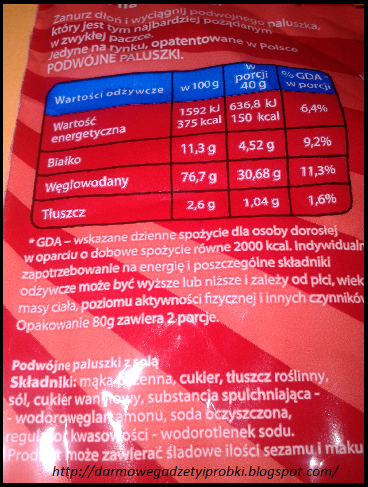 Zanurz dłoń i wyciągnij podwójnego paluszka,
który jest tym najbardziej pożądanym
w zwykłej paczce.
Jedyne na rynku, opatentowane w Polsce
PODWÓJNE PALUSZKI.
Wartości odżywcze w 100 g w porcji 40 g % GDA* w porcji
Wartość energetyczna 1592 kJ 375 kcal 636,8 kJ 150 kcal 6,4%
Białko 11,3 g 4,52 g 9,2%
Węglowodany 76,7 g 30,68 g 11,3%
Tłuszcz 2,6 g 1,04 g 1,6%
* GDA – wskazane dzienne spożycie dla osoby dorosłej
w oparciu o dobowe spożycie równe 2000 kcal. Indywidualn
zapotrzebowanie na energię i poszczególne składniki
odżywcze może być wyższe lub niższe i zależy od płci, wiek
masy ciała, poziomu aktywności fizycznej i innych czynników
Opakowanie 80g zawiera 2 porcje.
Podwójne paluszki z solą
Składniki: mąka pszenna, cukier, tłuszcz roślinny,
sól, cukier waniliowy, substancja spulchniająca -
- wodorowęglan amonu, soda oczyszczona,
regulator kwasowości - wodorotlenek sodu.
Produkt może zawierać śladowe ilości sezamu i maku
http://darmowegadzetyiprobki.blogspot.com/